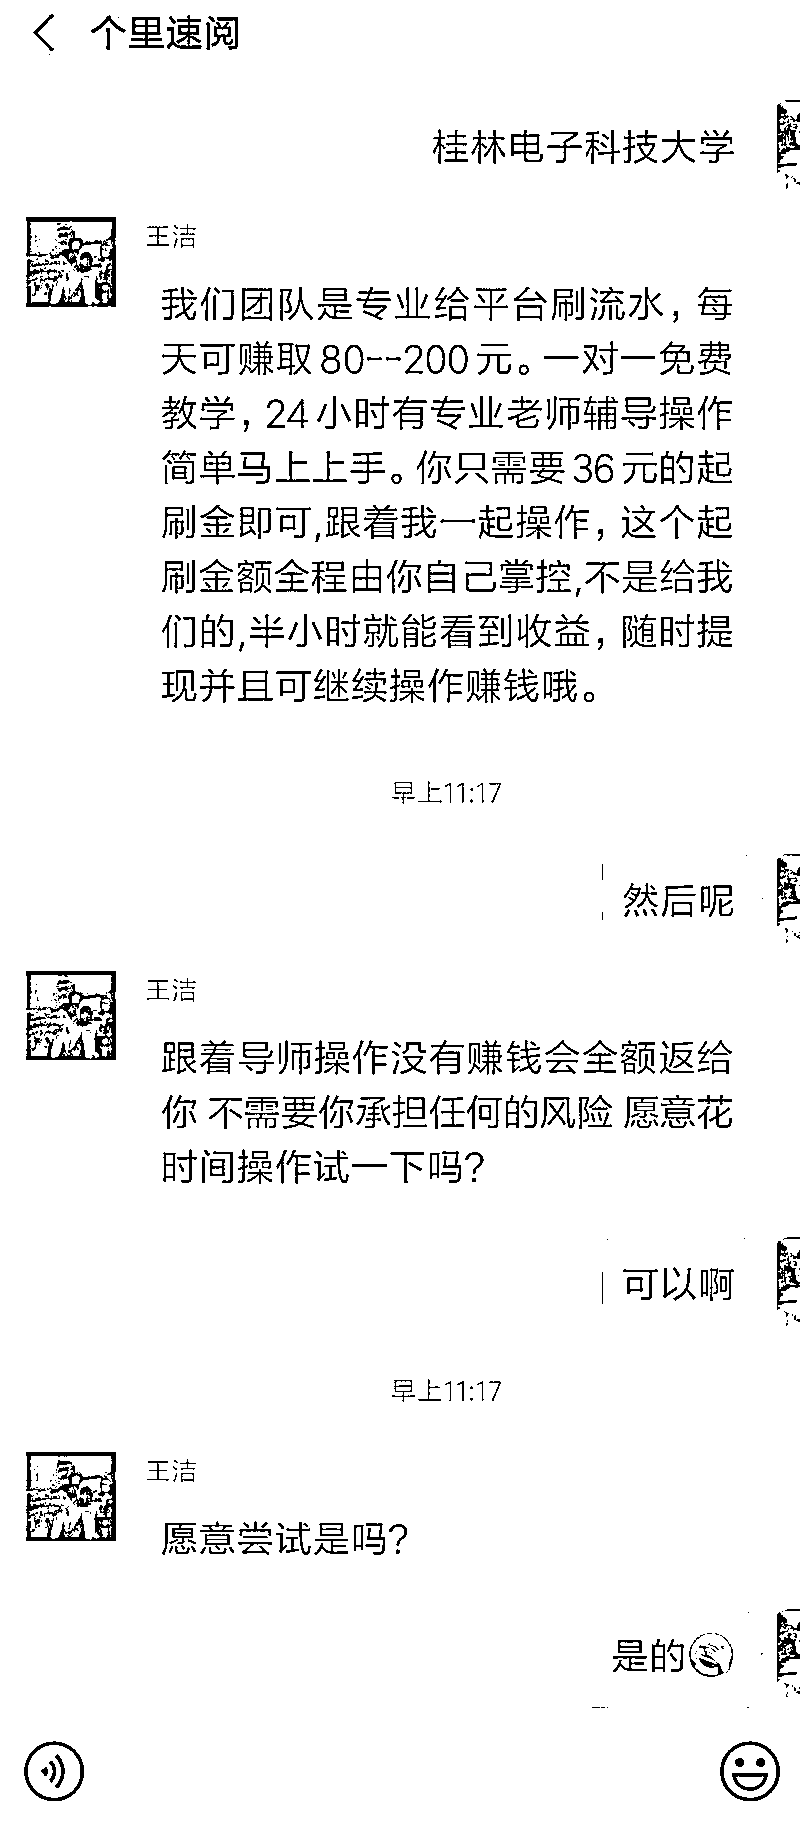 个里速阅
桂林电子科技大学
王洁
我们团队是专业给平台刷流水，每
天可赚取80--200元。一对一免费
教学，24小时有专业老师辅导操作
简单马上上手。你只需要36元的起
刷金即可,跟着我一起操作，这个起
刷金额全程由你自己掌控,不是给我
们的,半小时就能看到收益，随时提
现并且可继续操作赚钱哦。
早上11:17
然后呢
王洁
跟着导师操作没有赚钱会全额返给
你 不需要你承担任何的风险 愿意花
时间操作试一下吗?
可以啊
早上11:17
王洁
愿意尝试是吗?
是的